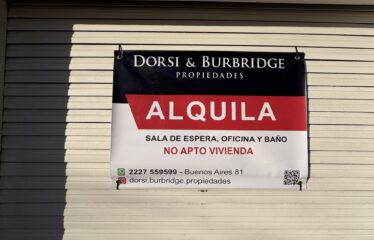 DORSI & BURBRIDGE
PROPIEDADES
ALQUILA
SALA DE ESPERA, OFICINA Y BAÑO
NO APTO VIVIENDA
2227 559599 - Buenos Aires 81
dorsi.burbridge.propiedades